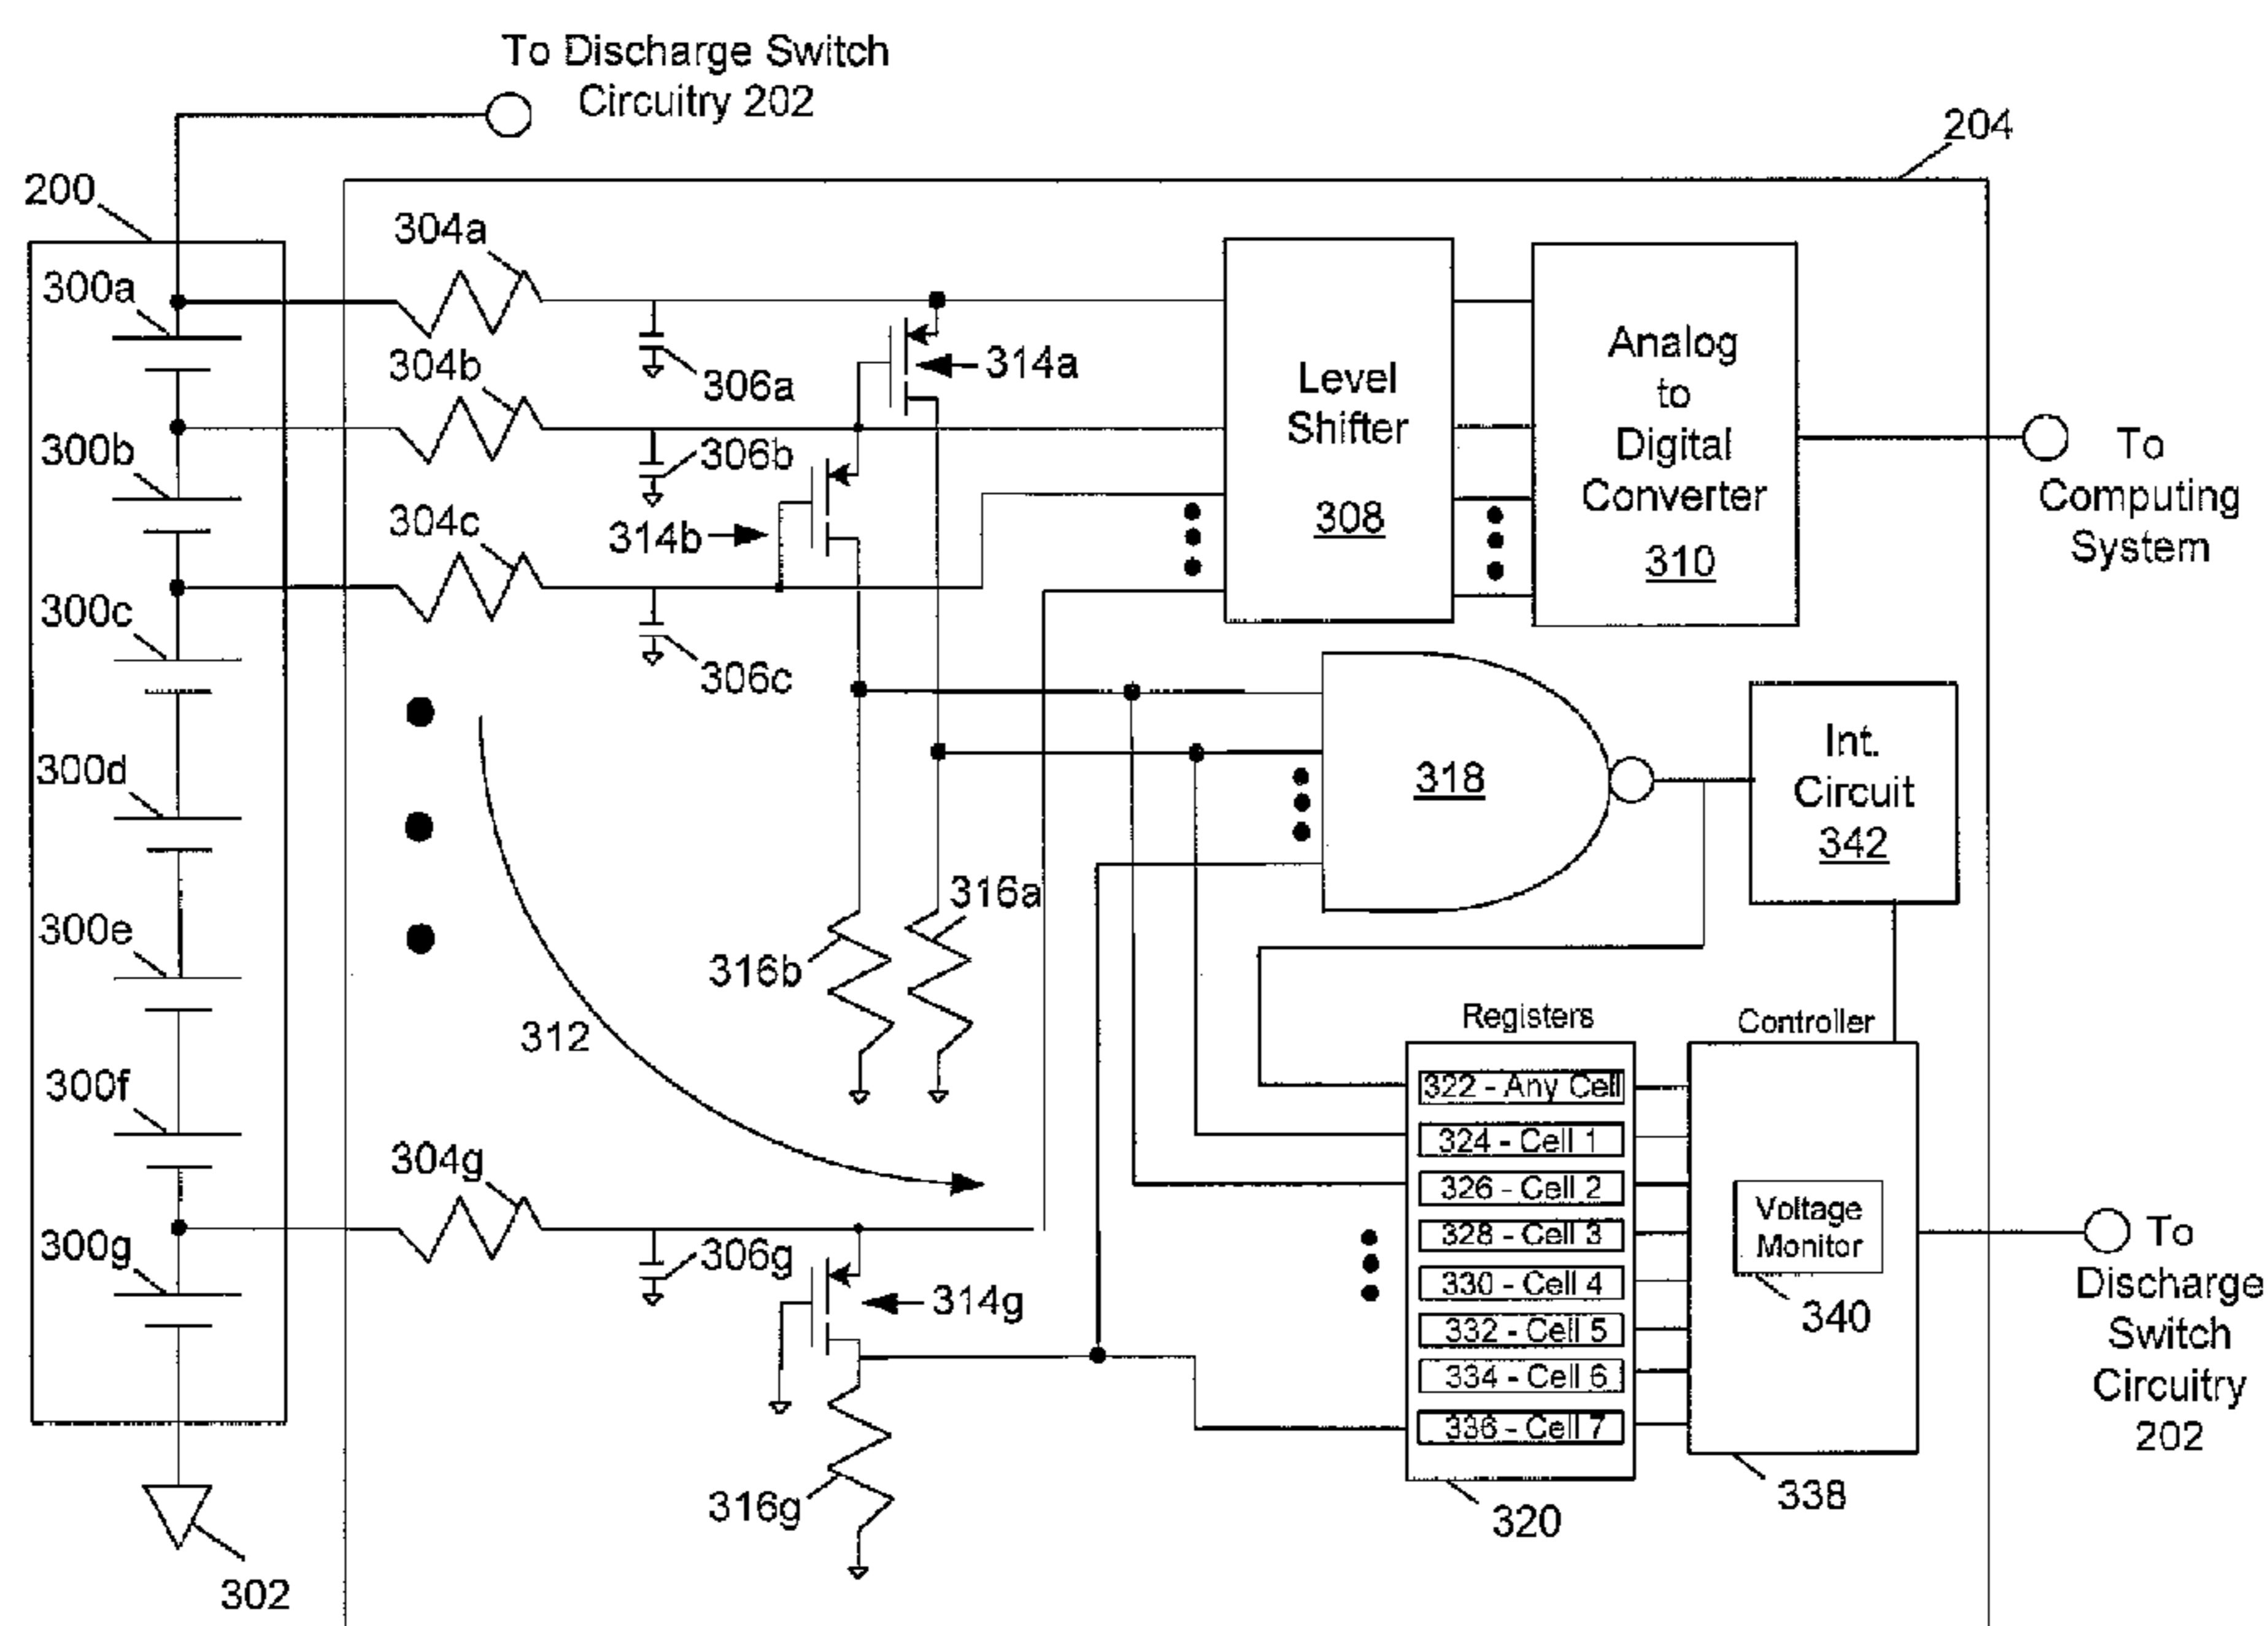 To Discharge Switch
Circuitry 202
204
200
300a
304a
314a
306a
304b
300b
306b
304c
314b
300c
306c
Level
Shifter
308
Analog
to
Digital
Converter
310
To
Computing
System
300d
300e
300f
300g
312
316b
316a
318
Int.
Circuit
342
Registers
Controller
322 - Any Cell
324 - Cell 1
326 - Cell 2
328 - Cell 3
330 - Cell 4
332 - Cell 5
334 - Cell 6
336 - Cell 7
Voltage
Monitor
340
To
Discharge
Switch
Circuitry
202
304g
306g
314g
316g
320
338
302